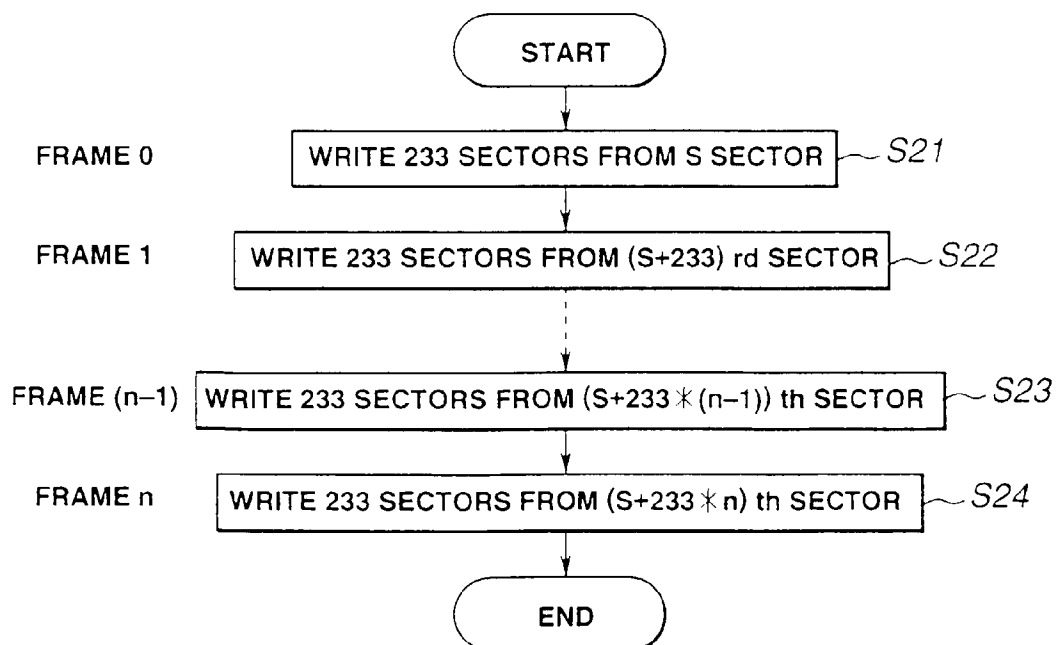 START
FRAME 0 WRITE 233 SECTORS FROM S SECTOR S21
FRAME 1 WRITE 233 SECTORS FROM (S+233) rd SECTOR S22
FRAME (n–1) WRITE 233 SECTORS FROM (S+233*(n–1)) th SECTOR S23
FRAME n WRITE 233 SECTORS FROM (S+233*n) th SECTOR S24
END